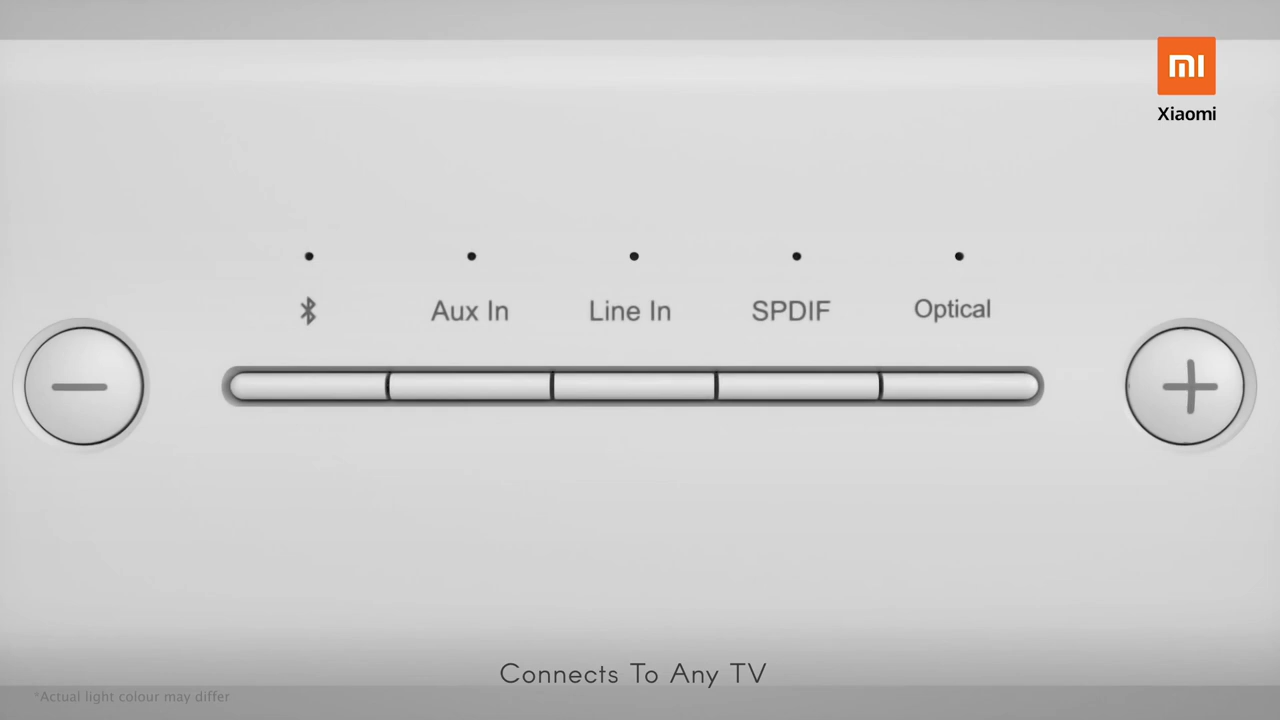 mi
Xiaomi
Aux In
Line In
SPDIF
Optical
Connects To Any TV
*Actual light colour may differ